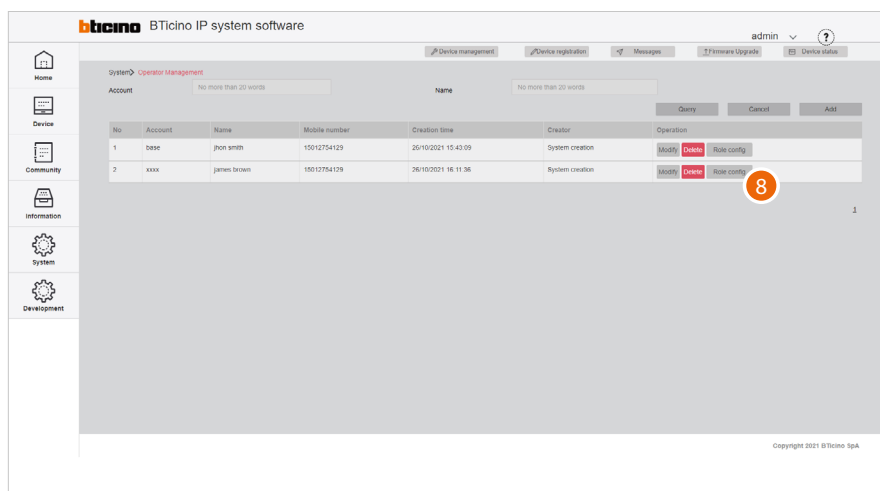 bticino BTicino IP system software
admin ?
Device management Device registration Messages Firmware Upgrade Device status
Home
System> Operator Management
Account No more than 20 words Name No more than 20 words
Query Cancel Add
Device
No Account Name Mobile number Creation time Creator Operation
1 base jhon smith 15012754129 26/10/2021 15:43:09 System creation Modify Delete Role config
2 xxxx james brown 15012754129 26/10/2021 16:11:36 System creation Modify Delete Role config
8
Community
1
Information
System
Development
Copyright 2021 BTicino SpA